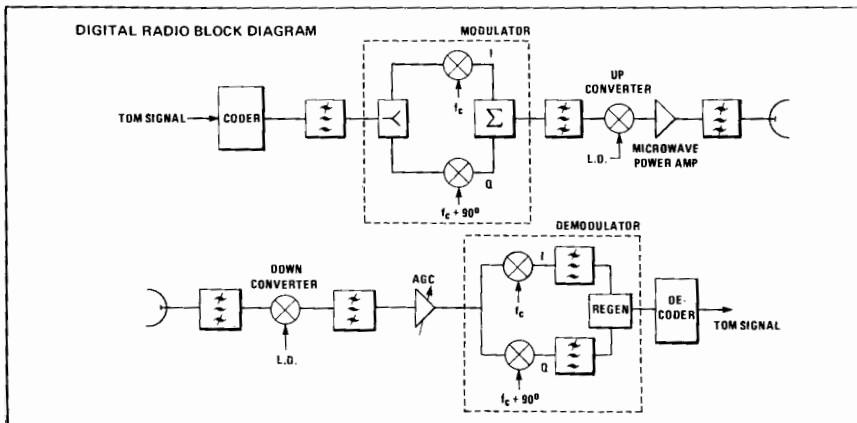 DIGITAL RADIO BLOCK DIAGRAM
MODULATOR
I
fc
UP
CONVERTER
TDM SIGNAL
CODER
Σ
L.O.
MICROWAVE
POWER AMP
Q
fc + 90°
DEMODULATOR
DOWN
CONVERTER
AGC
I
fc
REGEN
DE-
CODER
TDM SIGNAL
L.O.
Q
fc + 90°